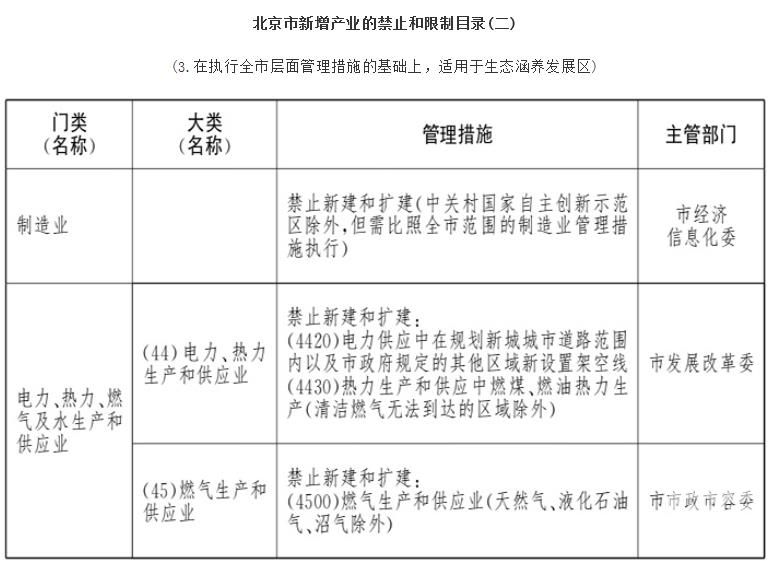 北京市新增产业的禁止和限制目录(二)
(3.在执行全市层面管理措施的基础上，适用于生态涵养发展区)
门类
(名称)
大类
(名称)
管理措施
主管部门
制造业
禁止新建和扩建(中关村国家自主创新示范
区除外,但需比照全市范围的制造业管理措
施执行)
市经济
信息化委
电力、热力、燃
气及水生产和
供应业
(44)电力、热力
生产和供应业
禁止新建和扩建:
(4420)电力供应中在规划新城城市道路范围
内以及市政府规定的其他区域新设置架空线
(4430)热力生产和供应中燃煤、燃油热力生
产(清洁燃气无法到达的区域除外)
市发展改革委
(45)燃气生产和
供应业
禁止新建和扩建:
(4500)燃气生产和供应业(天然气、液化石油
气、沼气除外)
市市政市容委